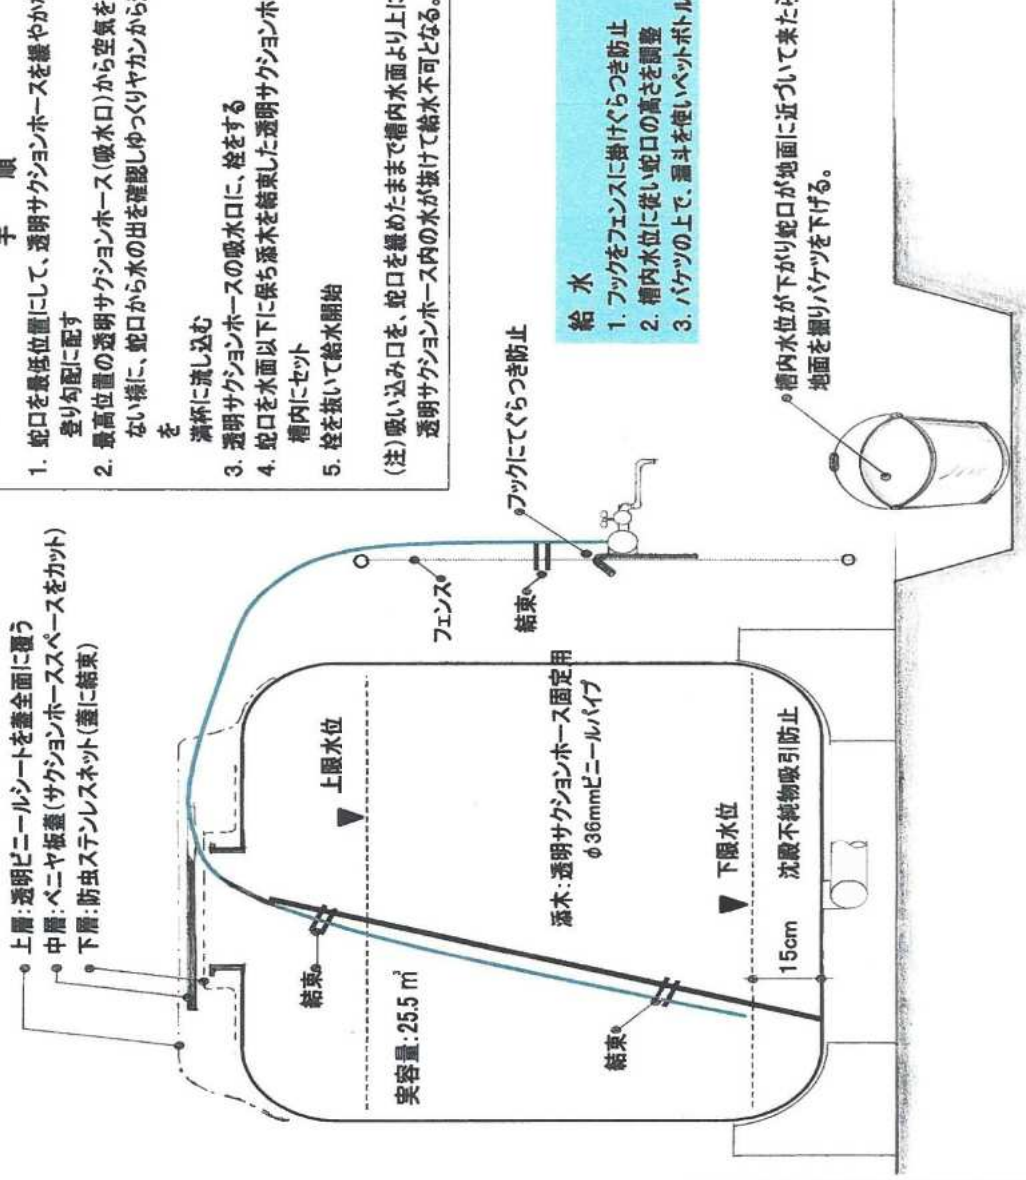 上層：透明ビニールシートを蓋全面に覆う
中層：ベニヤ板蓋（サクションホーススペースをカット）
下層：防虫ステンレスネット（蓋に結束）
手　順
1. 蛇口を最低位置にして、透明サクションホースを緩やか
登り勾配に配す
2. 最高位置の透明サクションホース（吸水口）から空気を
ない様に、蛇口から水の出を確認しゆっくりヤカンから
を
満杯に流し込む
3. 透明サクションホースの吸水口に、栓をする
4. 蛇口を水面以下に保ち添木を結束した透明サクションホ
槽内にセット
5. 栓を抜いて給水開始
（注）吸い込み口を、蛇口を緩めたままで槽内水面より上に
透明サクションホース内の水が抜けて給水不可となる。
給　水
1. フックをフェンスに掛けぐらつき防止
2. 槽内水位に従い蛇口の高さを調整
3. バケツの上で、漏斗を使いペットボトル
フックにてぐらつき防止
フェンス
結束
上限水位
結束
実容量：25.5㎥
添木：透明サクションホース固定用
φ36mmビニールパイプ
結束
下限水位
15cm
沈殿不純物吸引防止
槽内水位が下がり蛇口が地面に近づいて来たら
地面を掘りバケツを下げる。